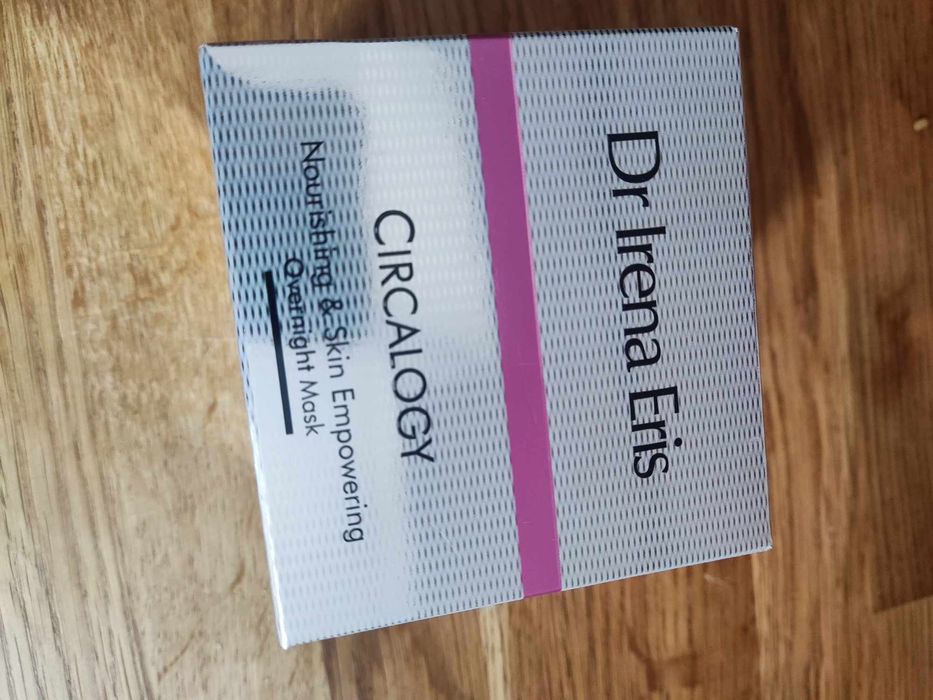 Dr Irena Eris
CIRCALOGY
Nourishing & Skin Empowering
Overnight Mask